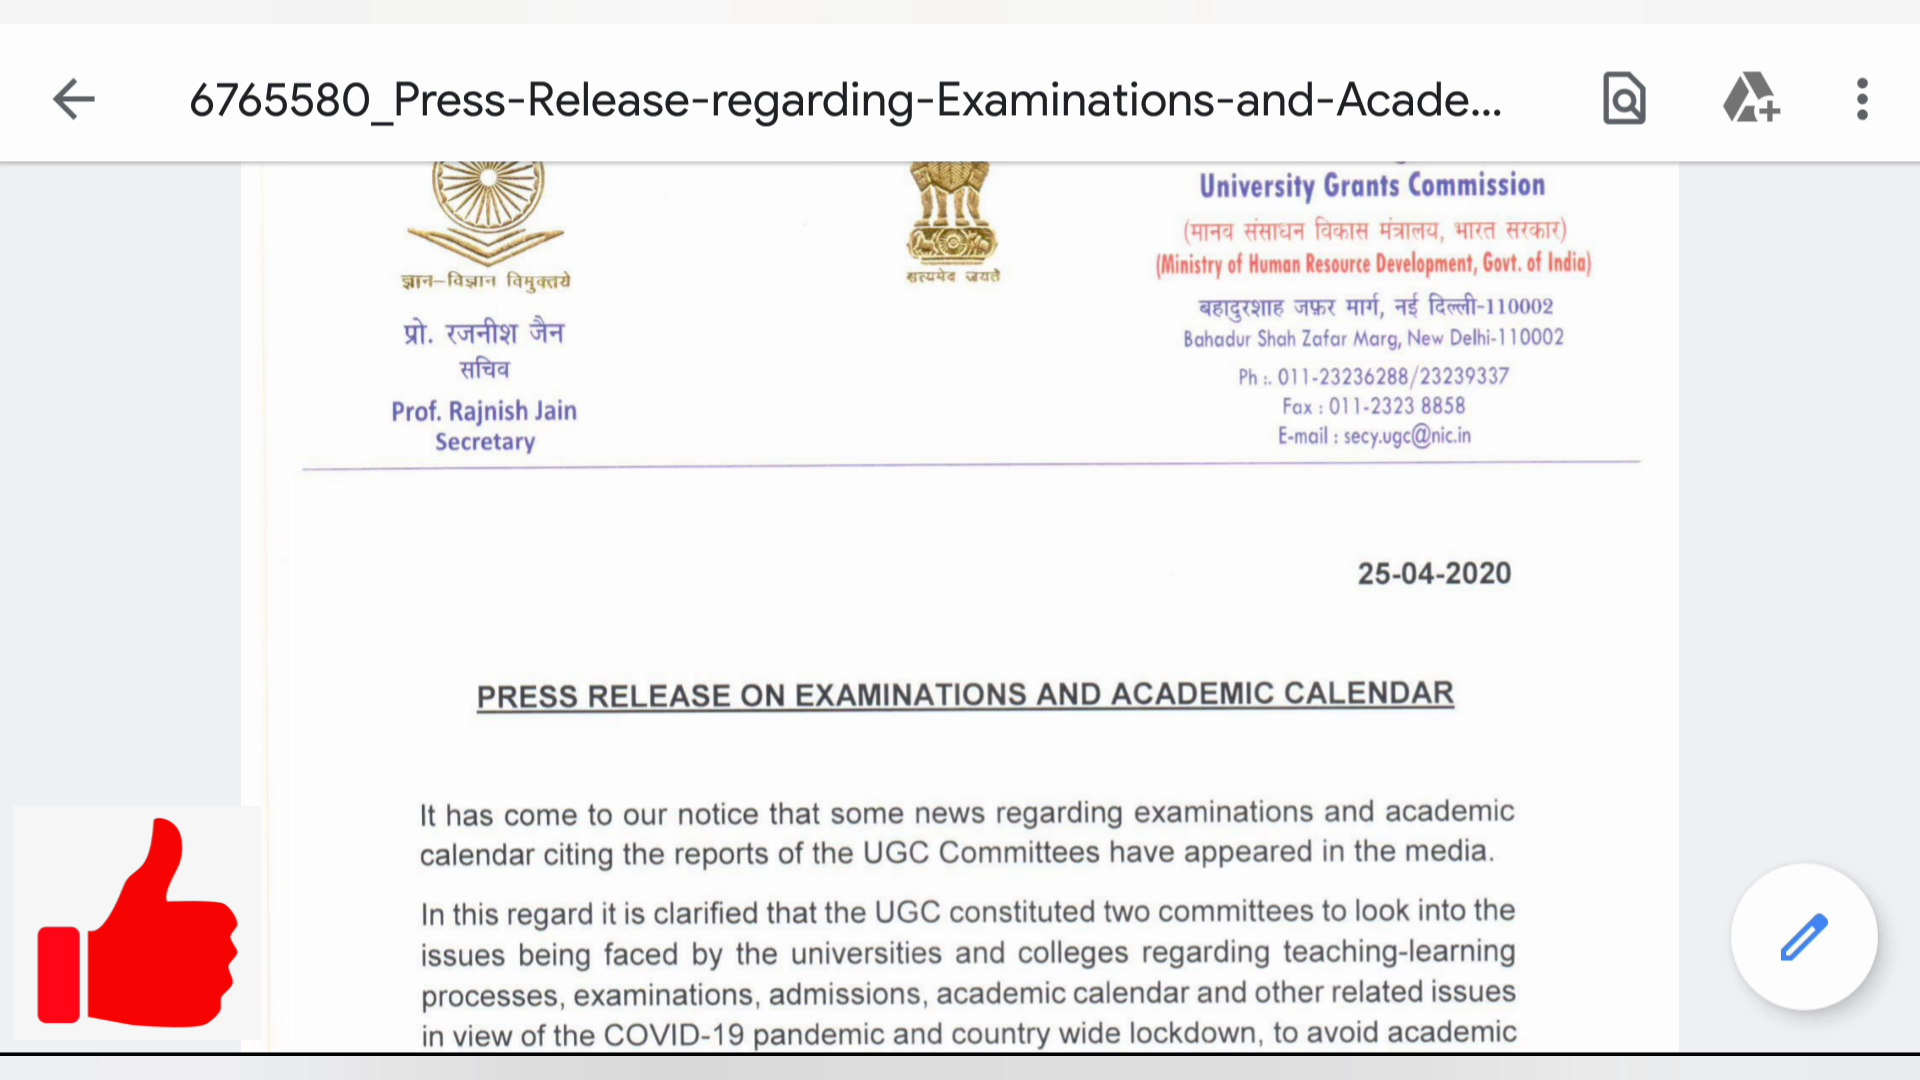 6765580_Press-Release-regarding-Examinations-and-Acade...
University Grants Commission
(मानव संसाधन विकास मंत्रालय, भारत सरकार)
(Ministry of Human Resource Development, Govt. of India)
ज्ञान-विज्ञान विमुक्तये
सत्यमेव जयते
बहादुरशाह ज़फ़र मार्ग, नई दिल्ली-110002
Bahadur Shah Zafar Marg, New Delhi-110002
प्रो. रजनीश जैन
सचिव
Prof. Rajnish Jain
Secretary
Ph :. 011-23236288/23239337
Fax : 011-2323 8858
E-mail : secy.ugc@nic.in
25-04-2020
PRESS RELEASE ON EXAMINATIONS AND ACADEMIC CALENDAR
It has come to our notice that some news regarding examinations and academic
calendar citing the reports of the UGC Committees have appeared in the media.
In this regard it is clarified that the UGC constituted two committees to look into the
issues being faced by the universities and colleges regarding teaching-learning
processes, examinations, admissions, academic calendar and other related issues
in view of the COVID-19 pandemic and country wide lockdown, to avoid academic